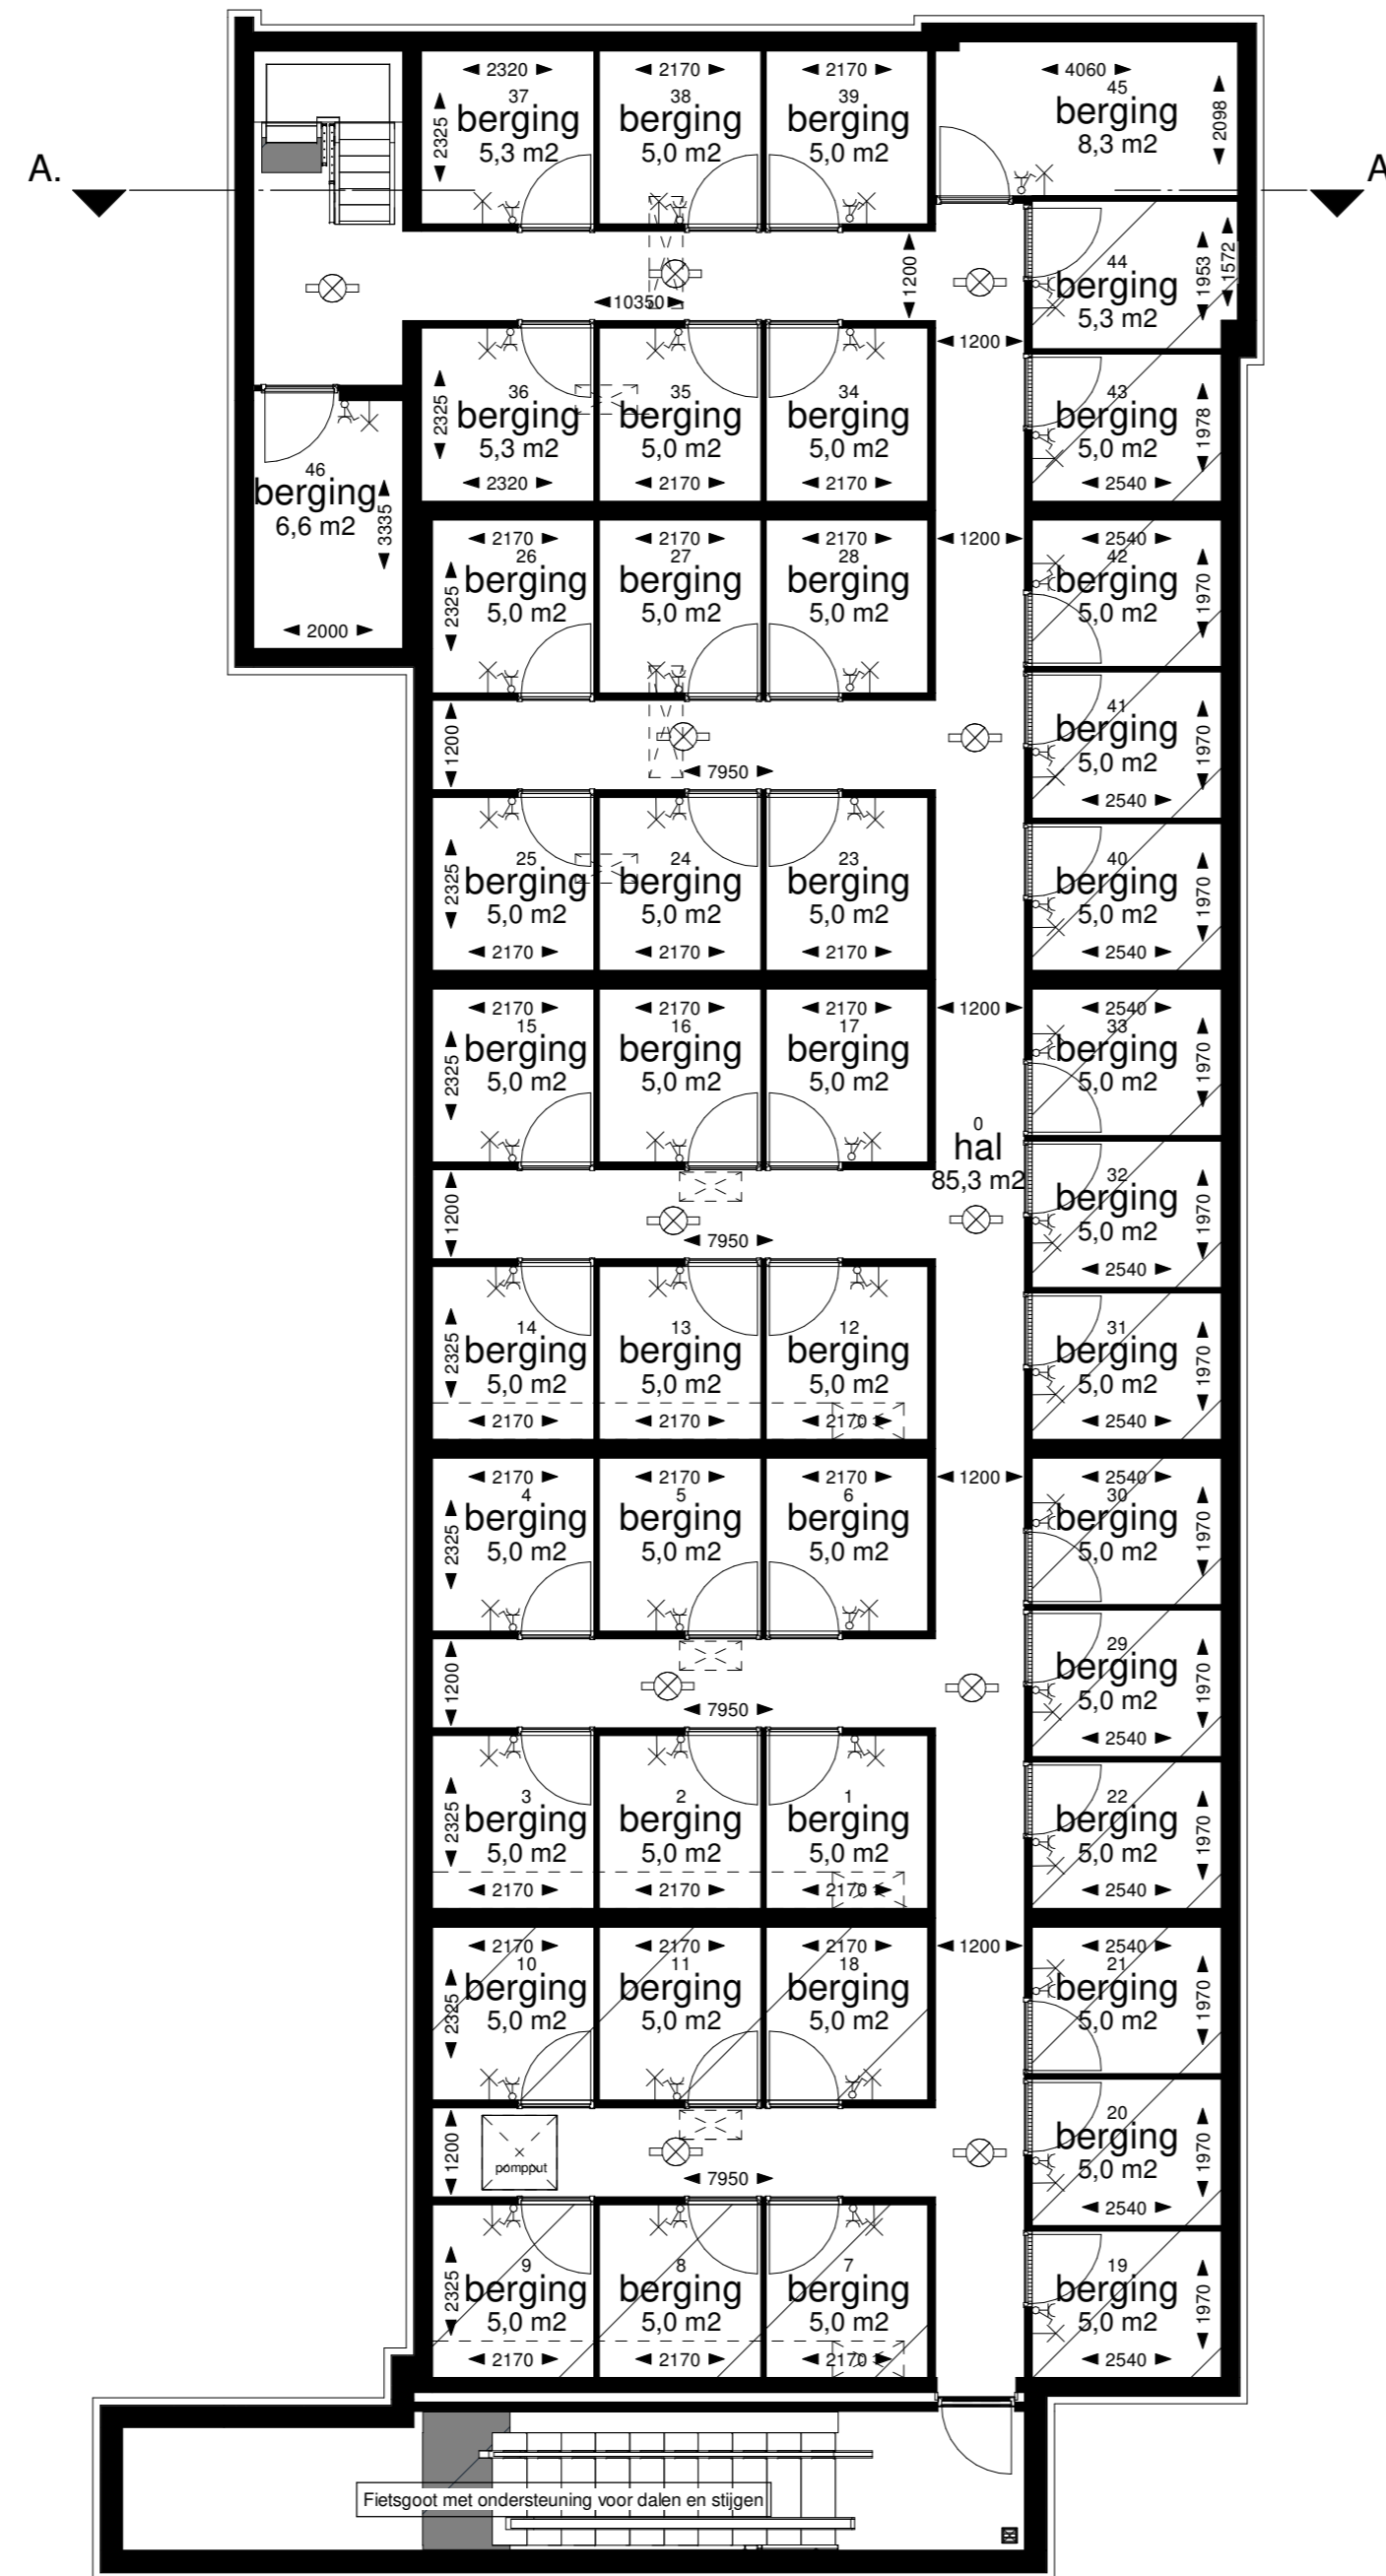 2320
2170
2170
4060
37
38
39
45
berging
berging
berging
berging
5,3 m2
5,0 m2
5,0 m2
8,3 m2
2325
2098
A.
A
44
berging
5,3 m2
1953
1572
1200
10350
1200
36
35
34
43
berging
berging
berging
berging
5,3 m2
5,0 m2
5,0 m2
5,0 m2
2325
1978
2320
2170
2170
2540
46
berging
6,6 m2
3335
2000
2170
2170
2170
1200
2540
26
27
28
42
berging
berging
berging
berging
5,0 m2
5,0 m2
5,0 m2
5,0 m2
2325
1970
41
berging
5,0 m2
1970
1200
7950
2540
25
24
23
40
berging
berging
berging
berging
5,0 m2
5,0 m2
5,0 m2
5,0 m2
2325
1970
2170
2170
2170
2540
2170
2170
2170
1200
2540
15
16
17
33
berging
berging
berging
berging
5,0 m2
5,0 m2
5,0 m2
5,0 m2
2325
1970
0
hal
85,3 m2
32
berging
5,0 m2
1970
1200
7950
2540
14
13
12
31
berging
berging
berging
berging
5,0 m2
5,0 m2
5,0 m2
5,0 m2
2325
1970
2170
2170
2170
2540
2170
2170
2170
1200
2540
4
5
6
30
berging
berging
berging
berging
5,0 m2
5,0 m2
5,0 m2
5,0 m2
2325
1970
29
berging
5,0 m2
1970
1200
7950
2540
3
2
1
22
berging
berging
berging
berging
5,0 m2
5,0 m2
5,0 m2
5,0 m2
2325
1970
2170
2170
2170
2540
2170
2170
2170
1200
2540
10
11
18
21
berging
berging
berging
berging
5,0 m2
5,0 m2
5,0 m2
5,0 m2
2325
1970
20
berging
5,0 m2
1970
1200
pompput
7950
2540
9
8
7
19
berging
berging
berging
berging
5,0 m2
5,0 m2
5,0 m2
5,0 m2
2325
1970
2170
2170
2170
2540
Fietsgoot met ondersteuning voor dalen en stijgen